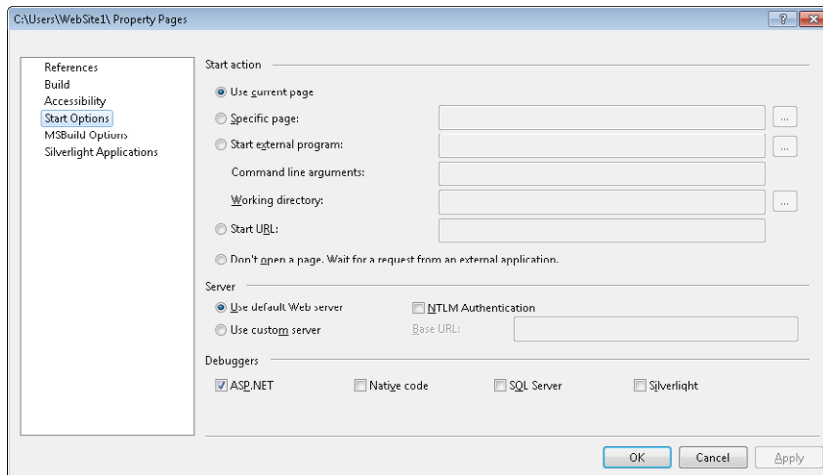 C:\Users\WebSite1\ Property Pages
References
Build
Accessibility
Start Options
MSBuild Options
Silverlight Applications
Start action
Use current page
Specific page:
...
Start external program:
...
Command line arguments:
Working directory:
...
Start URL:
Don't open a page. Wait for a request from an external application.
Server
Use default Web server
NTLM Authentication
Use custom server
Base URL:
Debuggers
ASP.NET
Native code
SQL Server
Silverlight
OK
Cancel
Apply